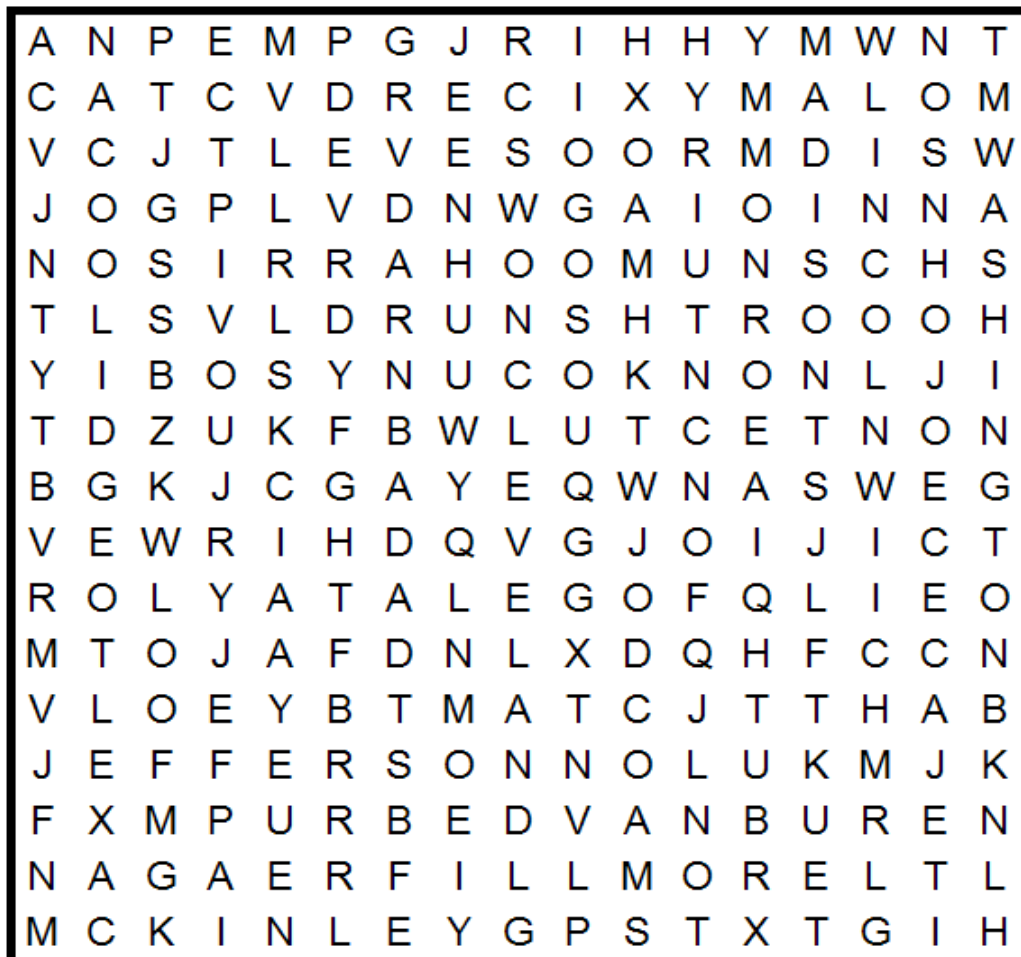 A N P E M P G J R I H H Y M W N T
C A T C V D R E C I X Y M A L O M
V C J T L E V E S O O R M D I S W
J O G P L V D N W G A I O I N N A
N O S I R R A H O O M U N S C H S
T L S V L D R U N S H T R O O O H
Y I B O S Y N U C O K N O N L J I
T D Z U K F B W L U T C E T N O N
B G K J C G A Y E Q W N A S W E G
V E W R I H D Q V G J O I J I C T
R O L Y A T A L E G O F Q L I E O
M T O J A F D N L X D Q H F C C N
V L O E Y B T M A T C J T T H A B
J E F F E R S O N N O L U K M J K
F X M P U R B E D V A N B U R E N
N A G A E R F I L L M O R E L T L
M C K I N L E Y G P S T X T G I H